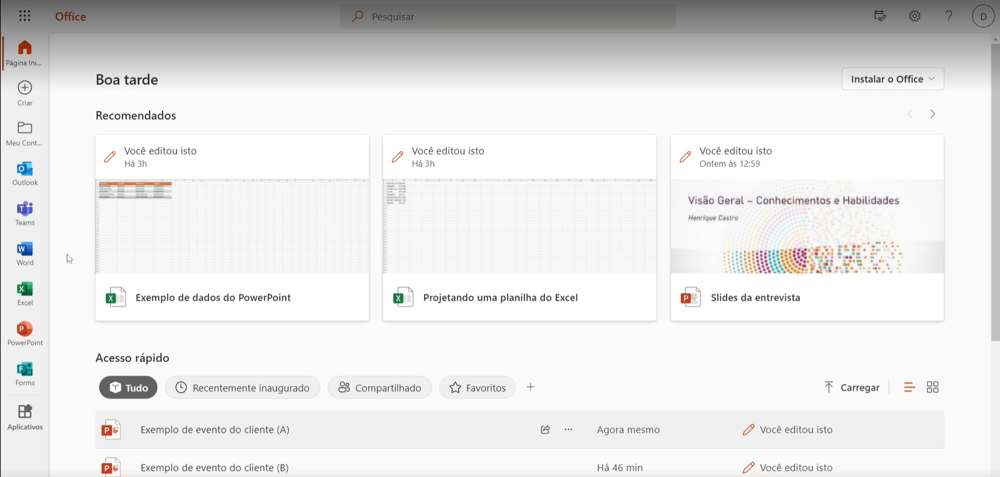 Office
Pesquisar
D
Página Ini...
Criar
Meu Cont...
Outlook
Teams
Word
Excel
PowerPoint
Forms
Aplicativos
Boa tarde
Instalar o Office
Recomendados
Você editou isto
Há 3h
Exemplo de dados do PowerPoint
Você editou isto
Há 3h
Projetando uma planilha do Excel
Você editou isto
Ontem às 12:59
Visão Geral – Conhecimentos e Habilidades
Henrique Castro
Slides da entrevista
Acesso rápido
Tudo
Recentemente inaugurado
Compartilhado
Favoritos
Carregar
Exemplo de evento do cliente (A)
Agora mesmo
Você editou isto
Exemplo de evento do cliente (B)
Há 46 min
Você editou isto